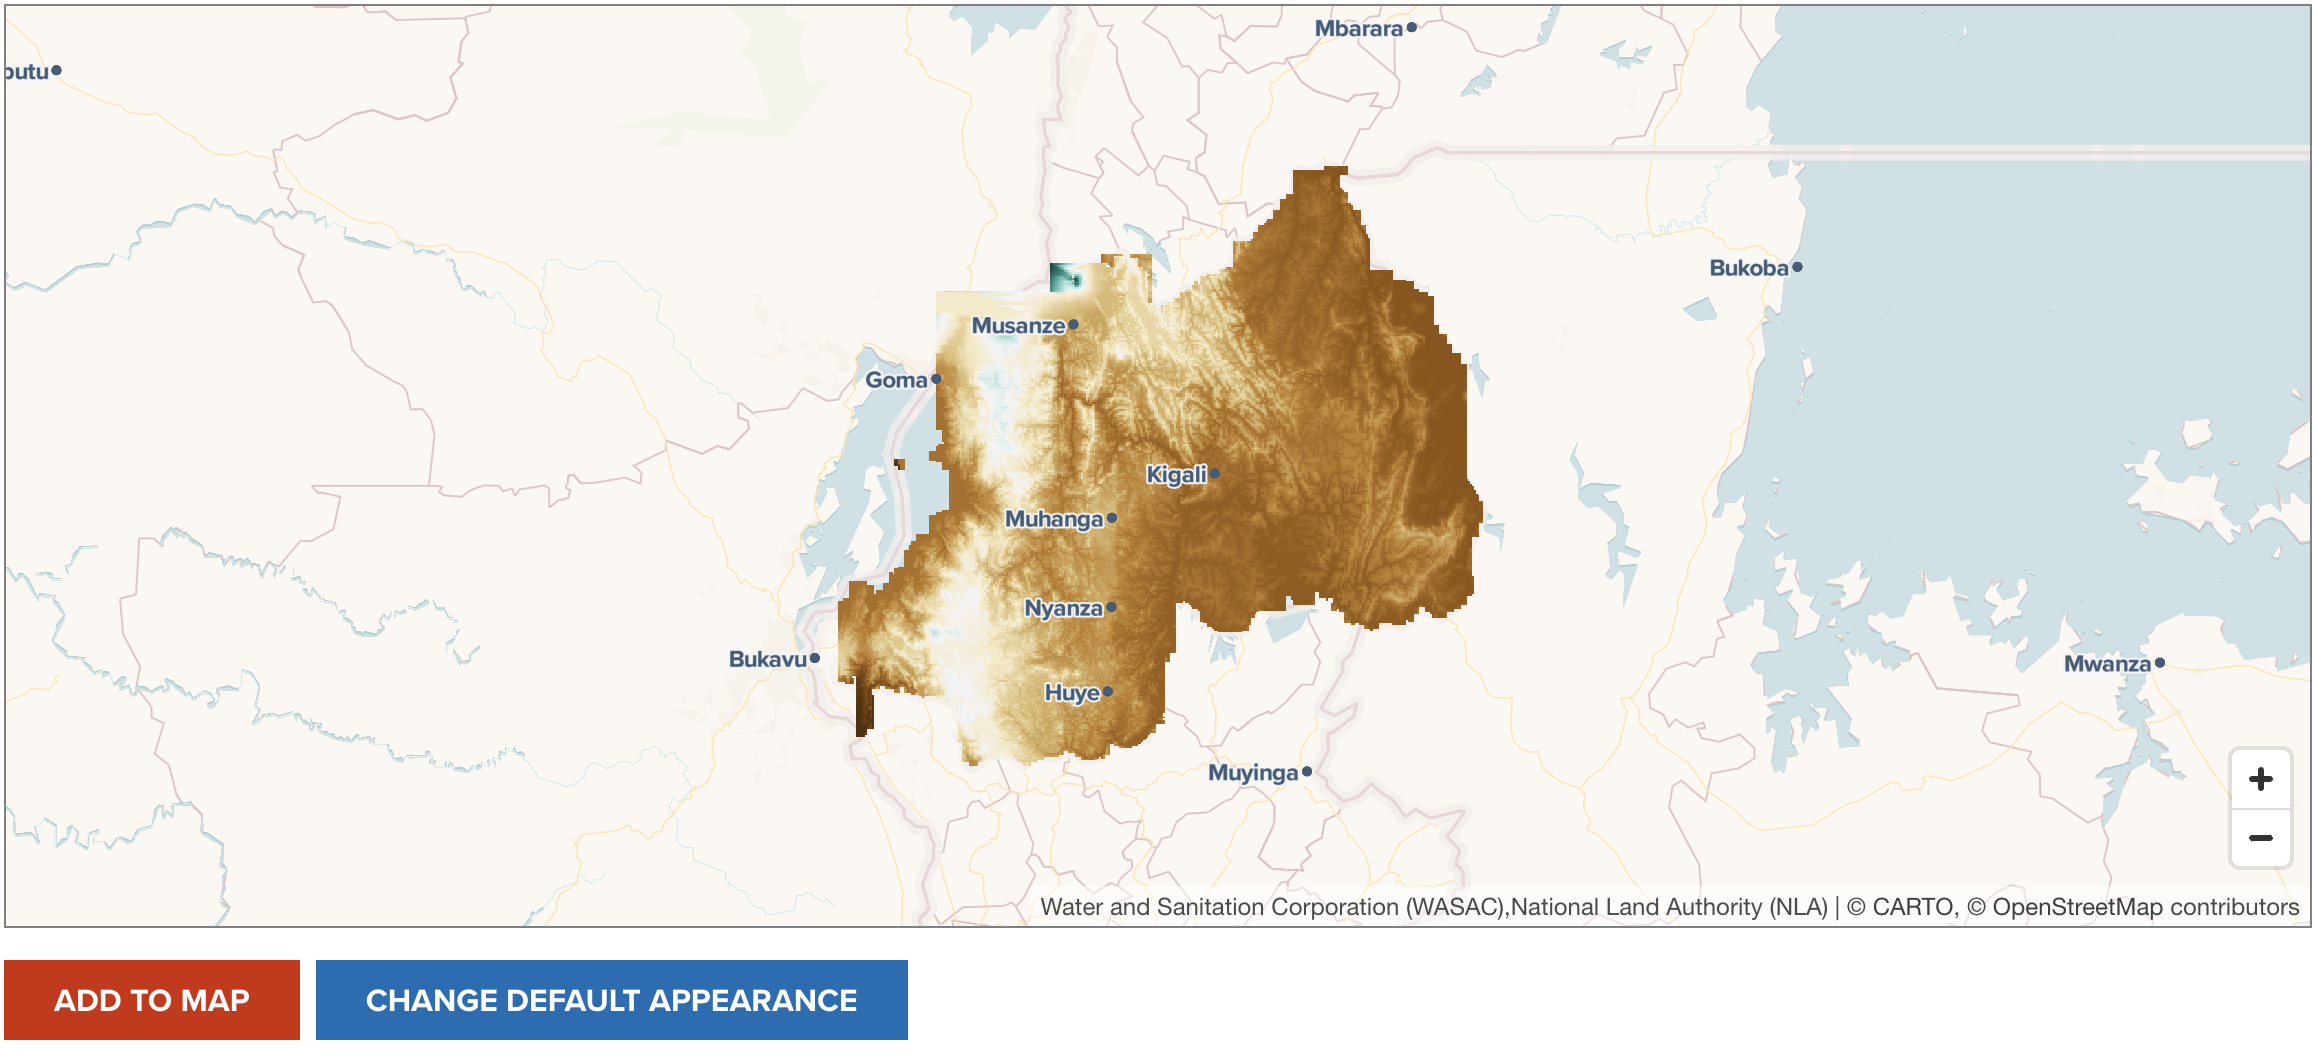 Mbarara
butu
Bukoba
Musanze
Goma
Kigali
Muhanga
Nyanza
Bukavu
Mwanza
Huye
Muyinga
+
−
Water and Sanitation Corporation (WASAC),National Land Authority (NLA) | © CARTO, © OpenStreetMap contributors
ADD TO MAP
CHANGE DEFAULT APPEARANCE